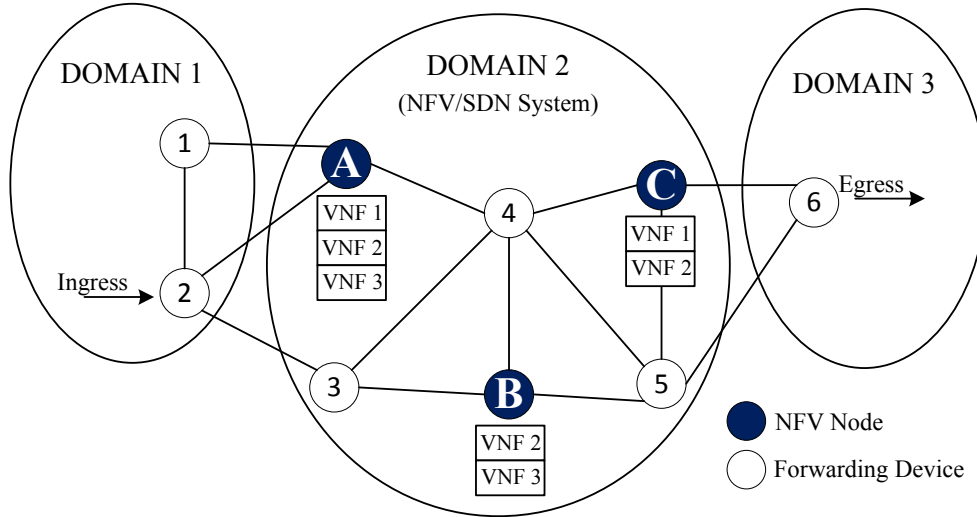 DOMAIN 1
DOMAIN 2
(NFV/SDN System)
DOMAIN 3
1
A
C
4
6
Egress
VNF 1
VNF 2
VNF 3
VNF 1
VNF 2
Ingress
2
3
B
5
VNF 2
VNF 3
NFV Node
Forwarding Device